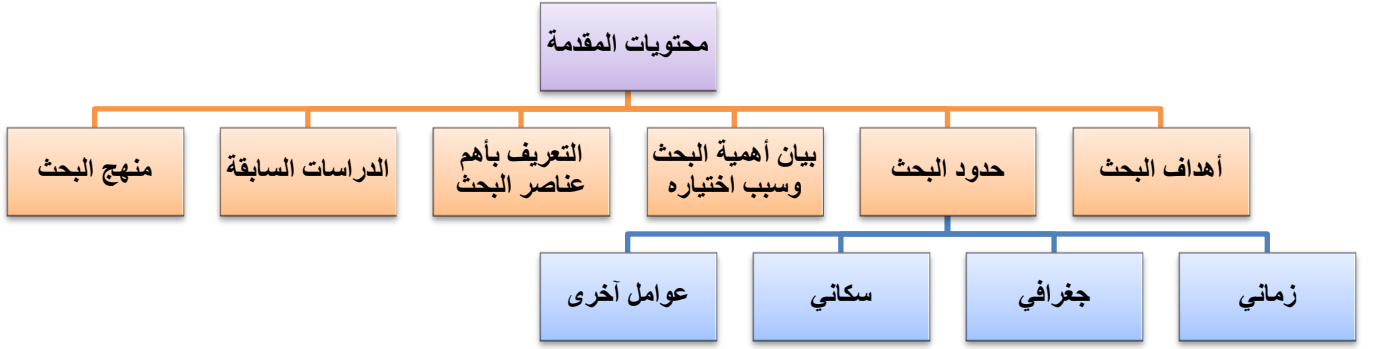 محتويات المقدمة
أهداف البحث
حدود البحث
بيان أهمية البحث
وسبب اختياره
التعريف بأهم
عناصر البحث
الدراسات السابقة
منهج البحث
زماني
جغرافي
سكاني
عوامل آخرى